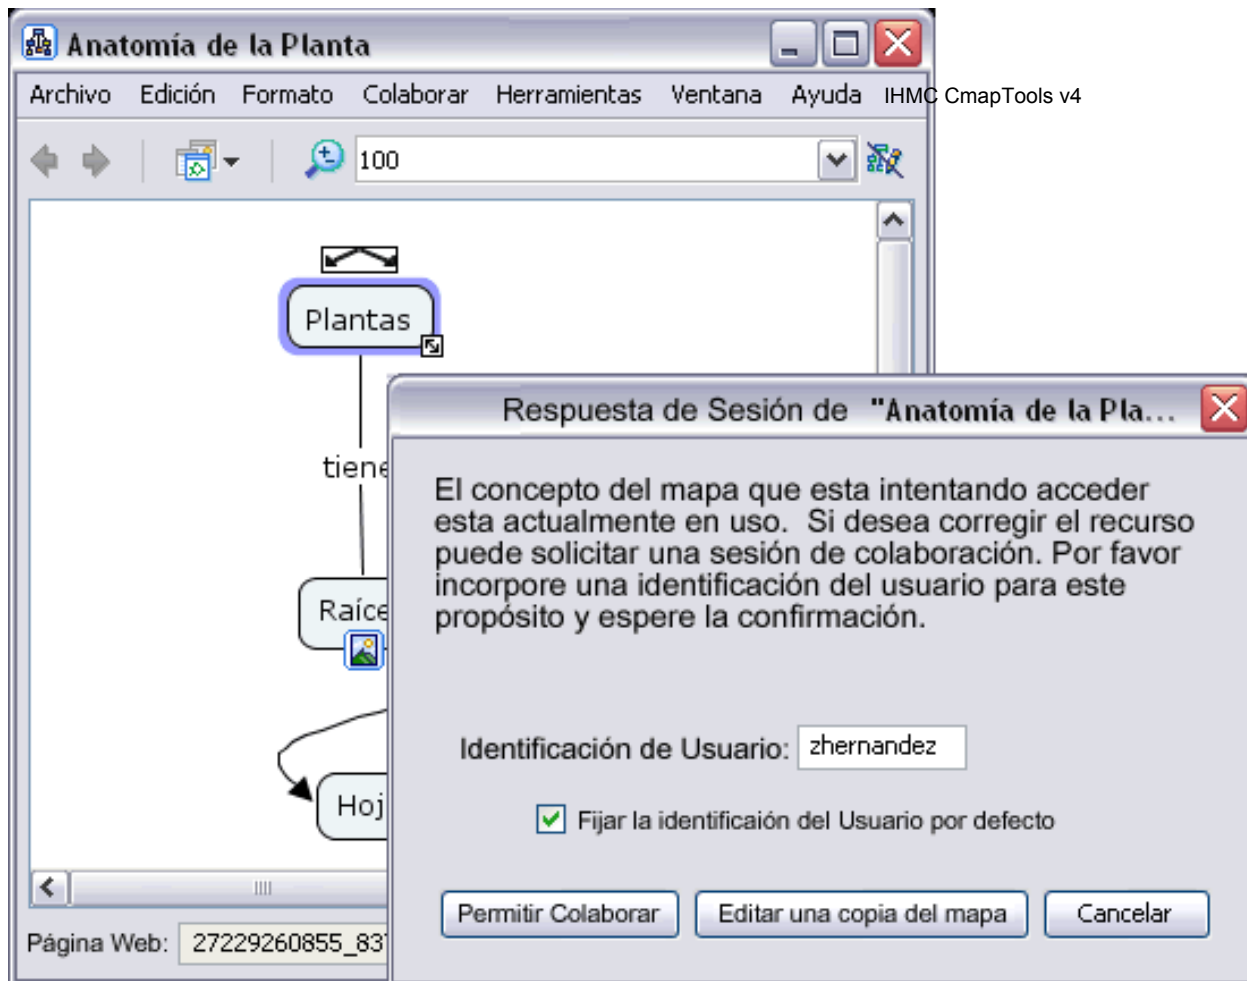 Anatomía de la Planta
Archivo Edición Formato Colaborar Herramientas Ventana Ayuda IHMC CmapTools v4
100
Plantas
tiene
Respuesta de Sesión de "Anatomía de la Pla...
El concepto del mapa que esta intentando acceder
esta actualmente en uso. Si desea corregir el recurso
puede solicitar una sesión de colaboración. Por favor
incorpore una identificación del usuario para este
propósito y espere la confirmación.
Raíce
Identificación de Usuario: zhernandez
Hoj
Fijar la identificaión del Usuario por defecto
Permitir Colaborar Editar una copia del mapa Cancelar
Página Web: 27229260855_83